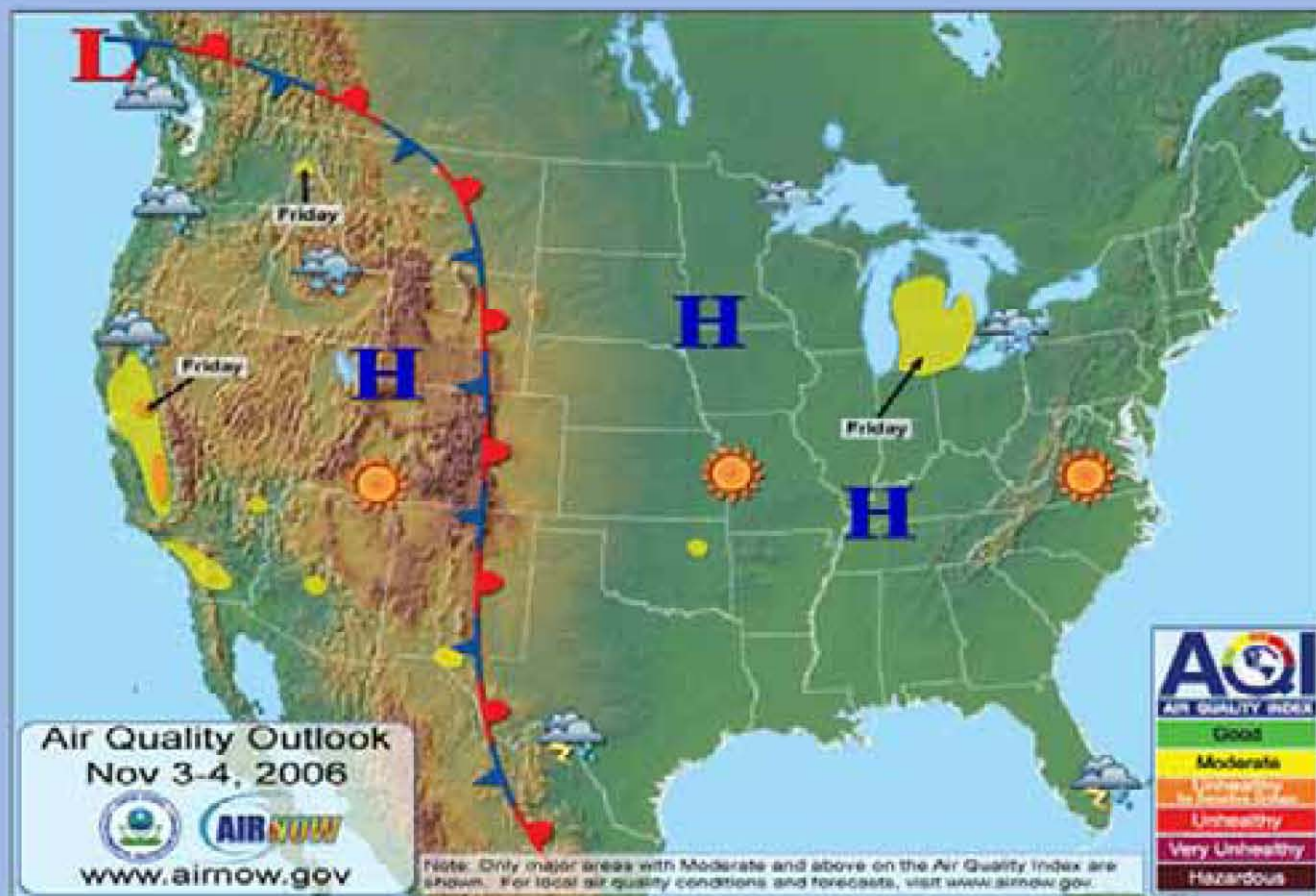 L
Friday
H
Friday
H
Friday
H
Air Quality Outlook
Nov 3-4, 2006
AIRNOW
www.airnow.gov
Note: Only major areas with Moderate and above on the Air Quality Index are
shown. For local air quality conditions and forecasts, visit www.airnow.gov.
AQI
AIR QUALITY INDEX
Good
Moderate
Unhealthy
for Sensitive Groups
Unhealthy
Very Unhealthy
Hazardous